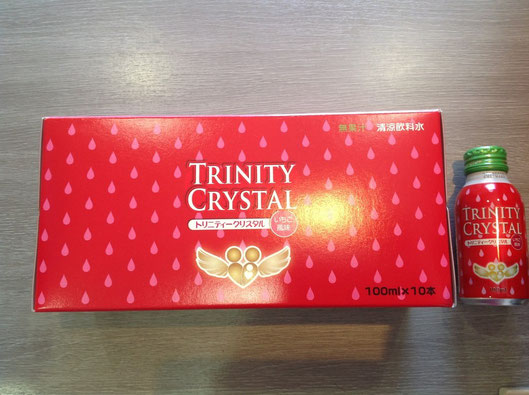 無果汁 清涼飲料水
TRINITY
CRYSTAL
トリニティークリスタル
いちご
風味
100ml×10本
TRINITY
CRYSTAL
トリニティークリスタル